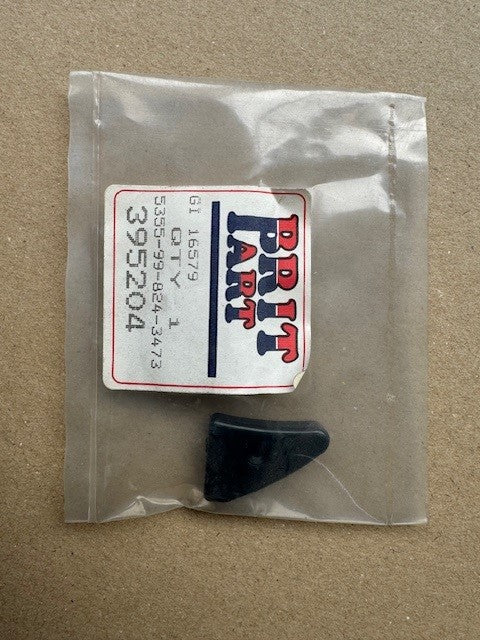 BRIT
PART
GI 16579
QTY 1
5355-99-824-3473
395204